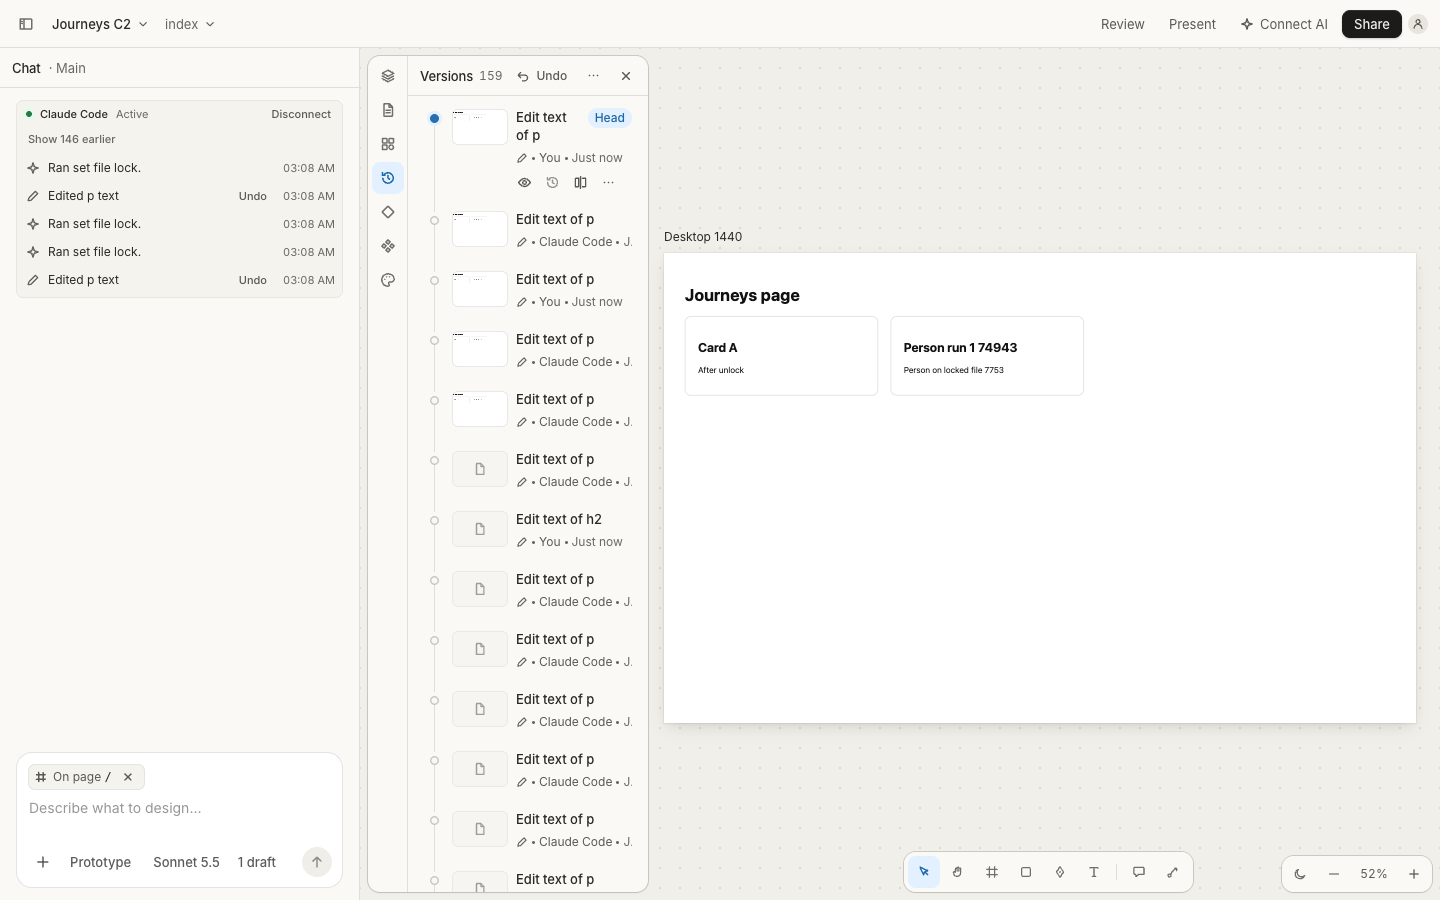 Journeys C2
index
Review
Present
Connect AI
Share
Chat · Main
Claude Code Active Disconnect
Show 146 earlier
Ran set file lock. 03:08 AM
Edited p text Undo 03:08 AM
Ran set file lock. 03:08 AM
Ran set file lock. 03:08 AM
Edited p text Undo 03:08 AM
On page /
Describe what to design...
Prototype Sonnet 5.5 1 draft
Versions 159 Undo
Edit text of p
Head
• You • Just now
Edit text of p
• Claude Code • J.
Edit text of p
• You • Just now
Edit text of p
• Claude Code • J.
Edit text of p
• Claude Code • J.
Edit text of p
• Claude Code • J.
Edit text of h2
• You • Just now
Edit text of p
• Claude Code • J.
Edit text of p
• Claude Code • J.
Edit text of p
• Claude Code • J.
Edit text of p
• Claude Code • J.
Edit text of p
• Claude Code • J.
Edit text of p
Desktop 1440
Journeys page
Card A
After unlock
Person run 1 74943
Person on locked file 7753
52%